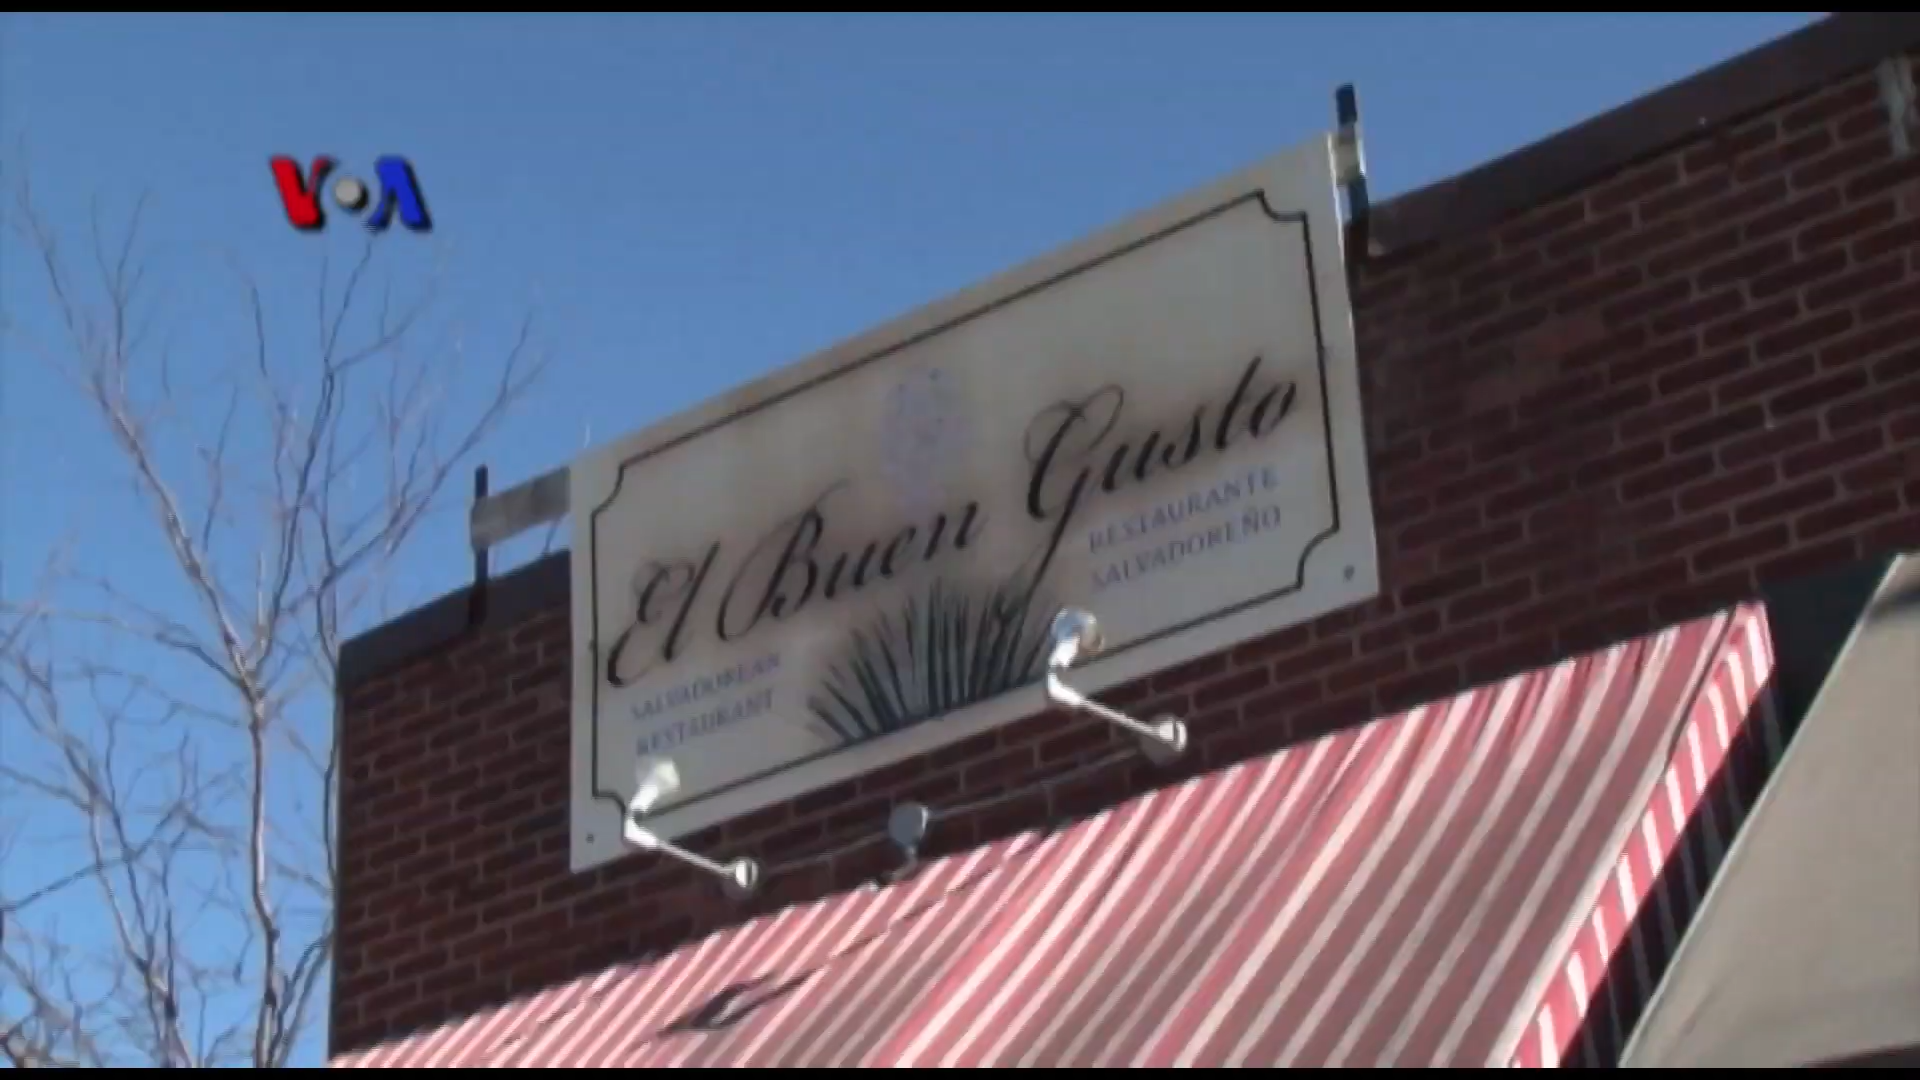 VOA
El Buen Gusto
RESTAURANTE
SALVADOREÑO
SALVADOREAN
RESTAURANT